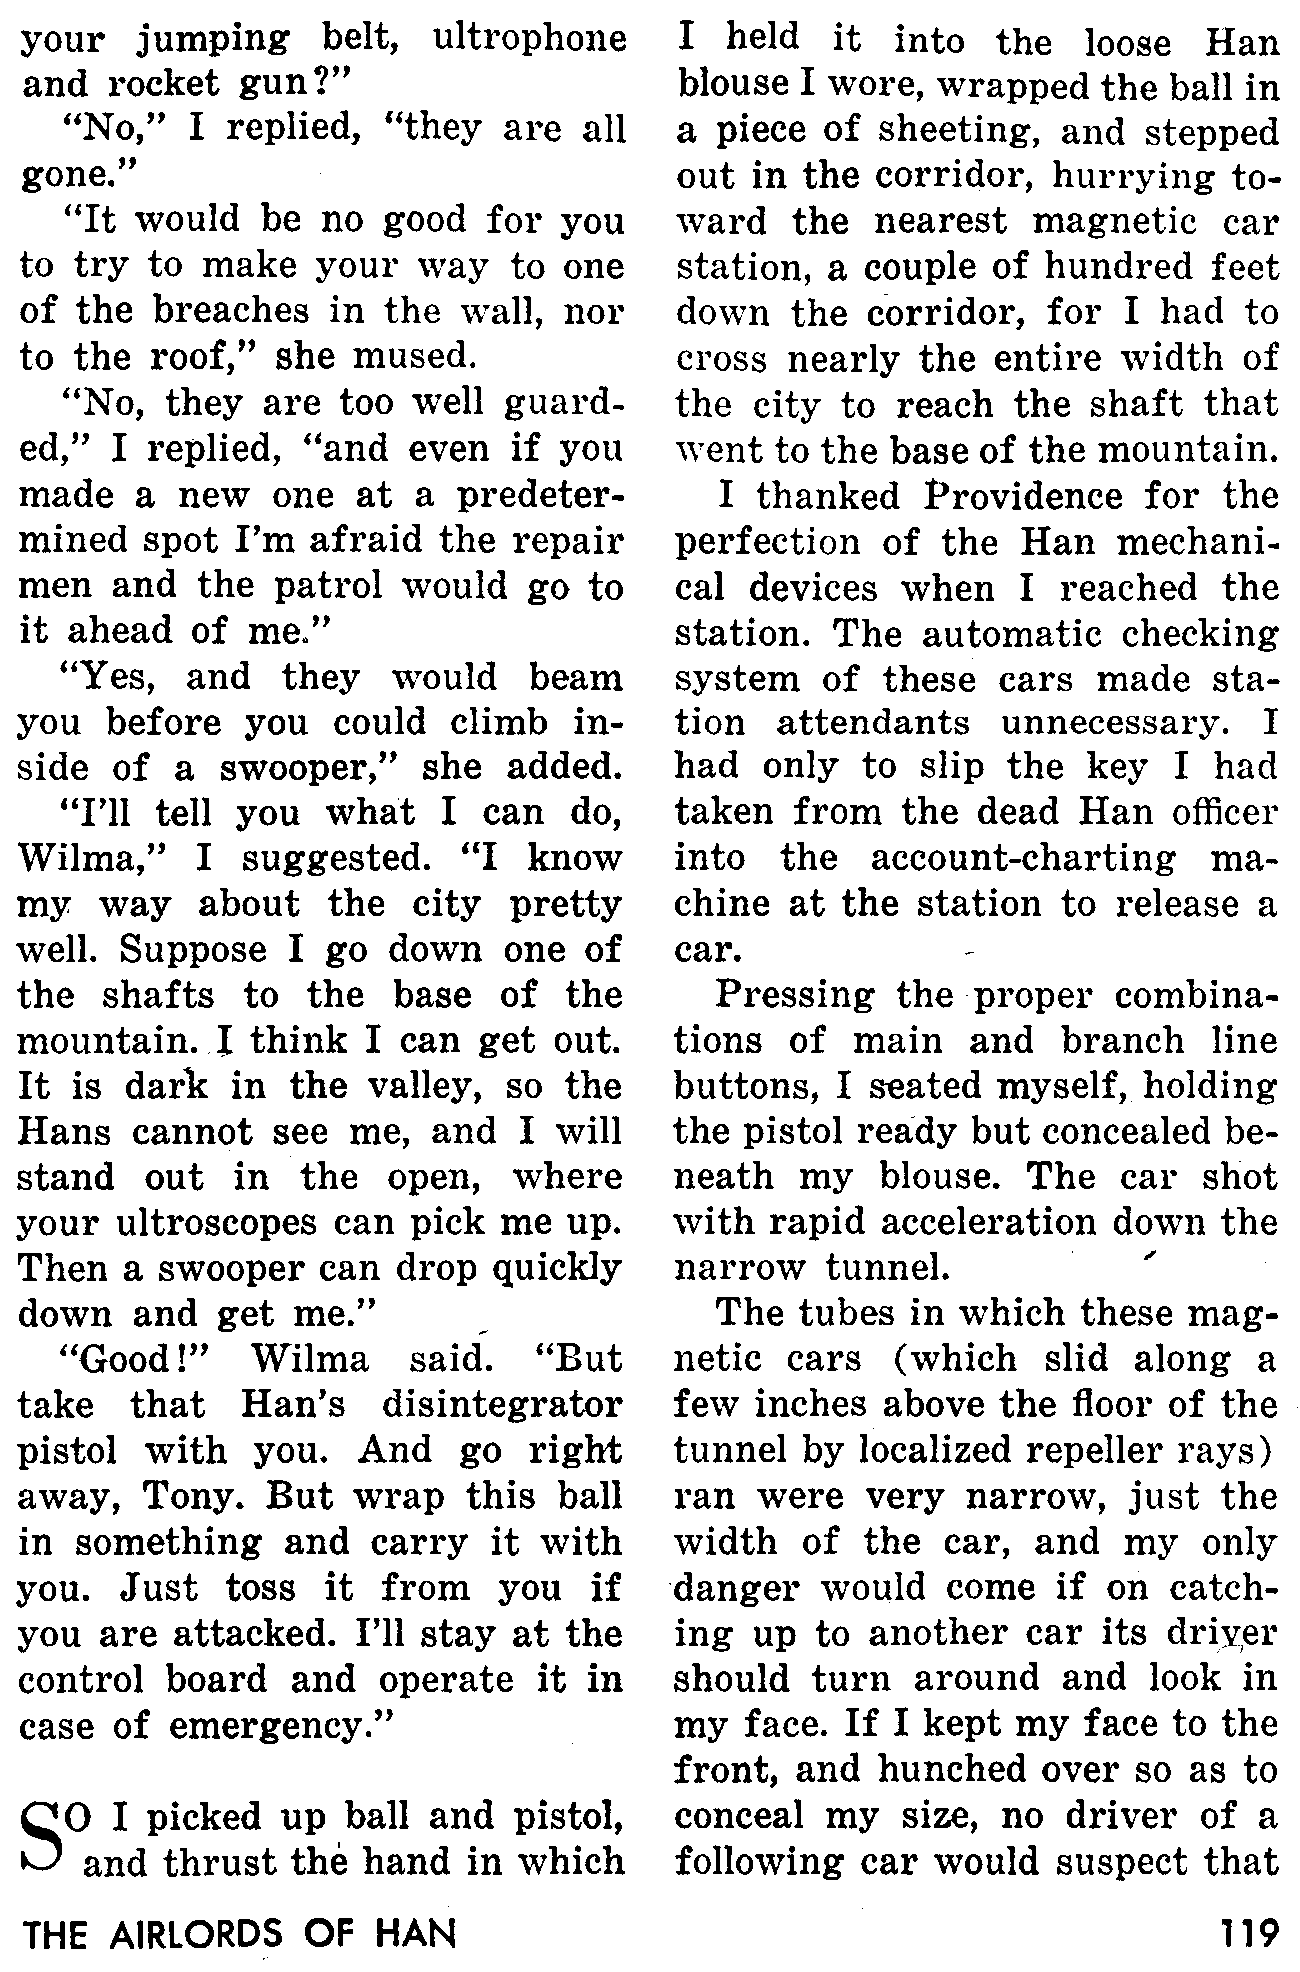 your jumping belt, ultrophone
and rocket gun?”
“No,” I replied, “they are all
gone.”
“It would be no good for you
to try to make your way to one
of the breaches in the wall, nor
to the roof,” she mused.
“No, they are too well guard-
ed,” I replied, “and even if you
made a new one at a predeter-
mined spot I’m afraid the repair
men and the patrol would go to
it ahead of me.”
“Yes, and they would beam
you before you could climb in-
side of a swooper,” she added.
“I’ll tell you what I can do,
Wilma,” I suggested. “I know
my way about the city pretty
well. Suppose I go down one of
the shafts to the base of the
mountain. I think I can get out.
It is dark in the valley, so the
Hans cannot see me, and I will
stand out in the open, where
your ultroscopes can pick me up.
Then a swooper can drop quickly
down and get me.”
“Good!” Wilma said. “But
take that Han’s disintegrator
pistol with you. And go right
away, Tony. But wrap this ball
in something and carry it with
you. Just toss it from you if
you are attacked. I’ll stay at the
control board and operate it in
case of emergency.”
SO I picked up ball and pistol,
and thrust the hand in which
I held it into the loose Han
blouse I wore, wrapped the ball in
a piece of sheeting, and stepped
out in the corridor, hurrying to-
ward the nearest magnetic car
station, a couple of hundred feet
down the corridor, for I had to
cross nearly the entire width of
the city to reach the shaft that
went to the base of the mountain.
I thanked Providence for the
perfection of the Han mechani-
cal devices when I reached the
station. The automatic checking
system of these cars made sta-
tion attendants unnecessary. I
had only to slip the key I had
taken from the dead Han officer
into the account-charting ma-
chine at the station to release a
car.
Pressing the proper combina-
tions of main and branch line
buttons, I seated myself, holding
the pistol ready but concealed be-
neath my blouse. The car shot
with rapid acceleration down the
narrow tunnel.
The tubes in which these mag-
netic cars (which slid along a
few inches above the floor of the
tunnel by localized repeller rays)
ran were very narrow, just the
width of the car, and my only
danger would come if on catch-
ing up to another car its driver
should turn around and look in
my face. If I kept my face to the
front, and hunched over so as to
conceal my size, no driver of a
following car would suspect that
THE AIRLORDS OF HAN 119